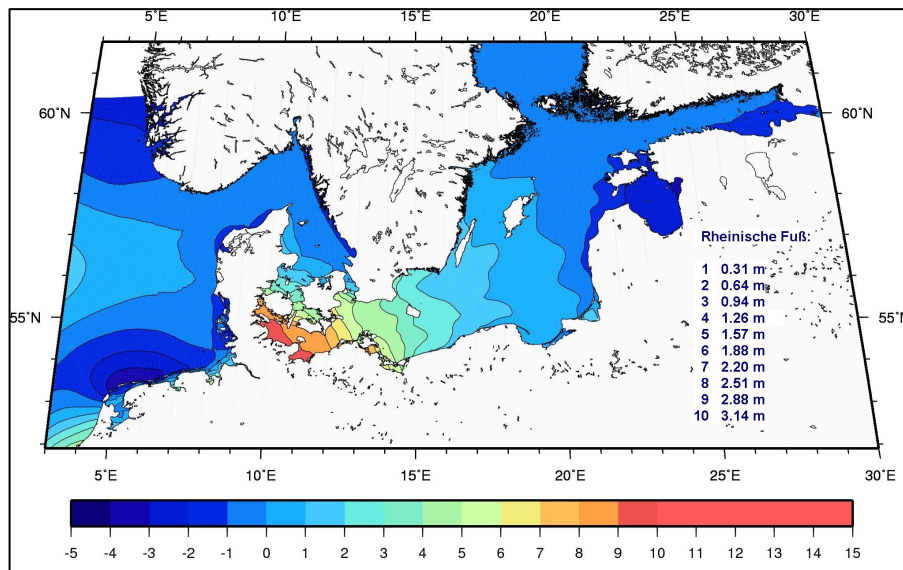 5˚E 10˚E 15˚E 20˚E 25˚E 30˚E
60˚N 60˚N
Rheinische Fuß:
1 0.31 m
2 0.64 m
3 0.94 m
4 1.26 m
5 1.57 m
6 1.88 m
7 2.20 m
8 2.51 m
9 2.88 m
10 3.14 m
55˚N 55˚N
5˚E 10˚E 15˚E 20˚E 25˚E 30˚E
-5 -4 -3 -2 -1 0 1 2 3 4 5 6 7 8 9 10 11 12 13 14 15